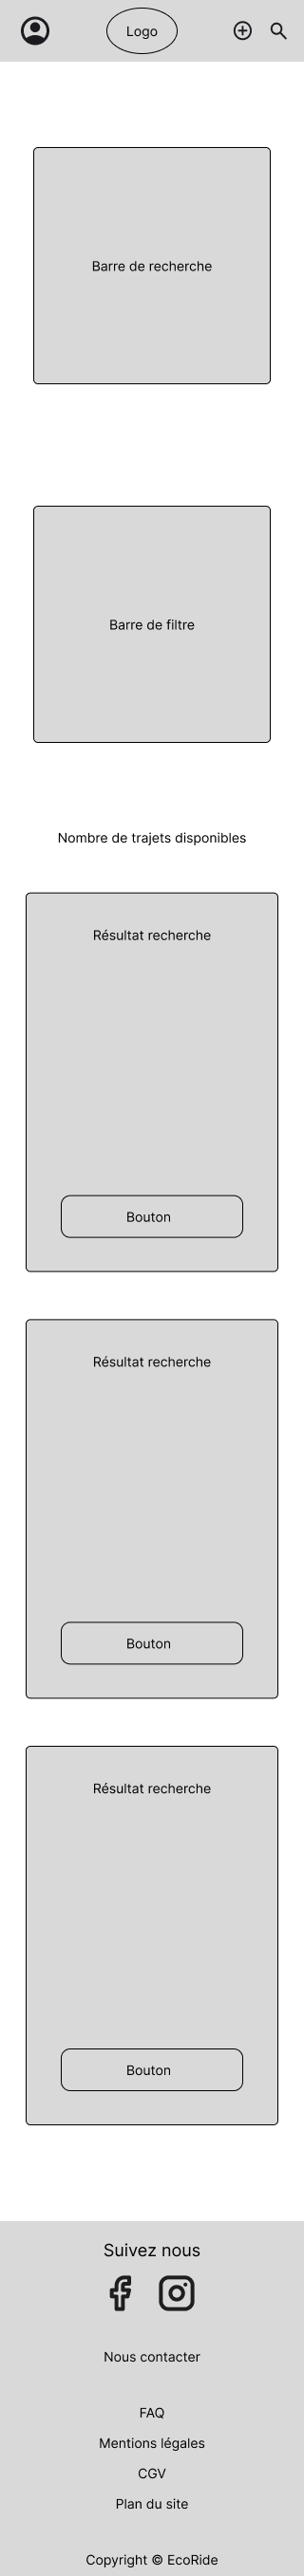 Logo
Barre de recherche
Barre de filtre
Nombre de trajets disponibles
Résultat recherche
Bouton
Résultat recherche
Bouton
Résultat recherche
Bouton
Suivez nous
Nous contacter
FAQ
Mentions légales
CGV
Plan du site
Copyright © EcoRide